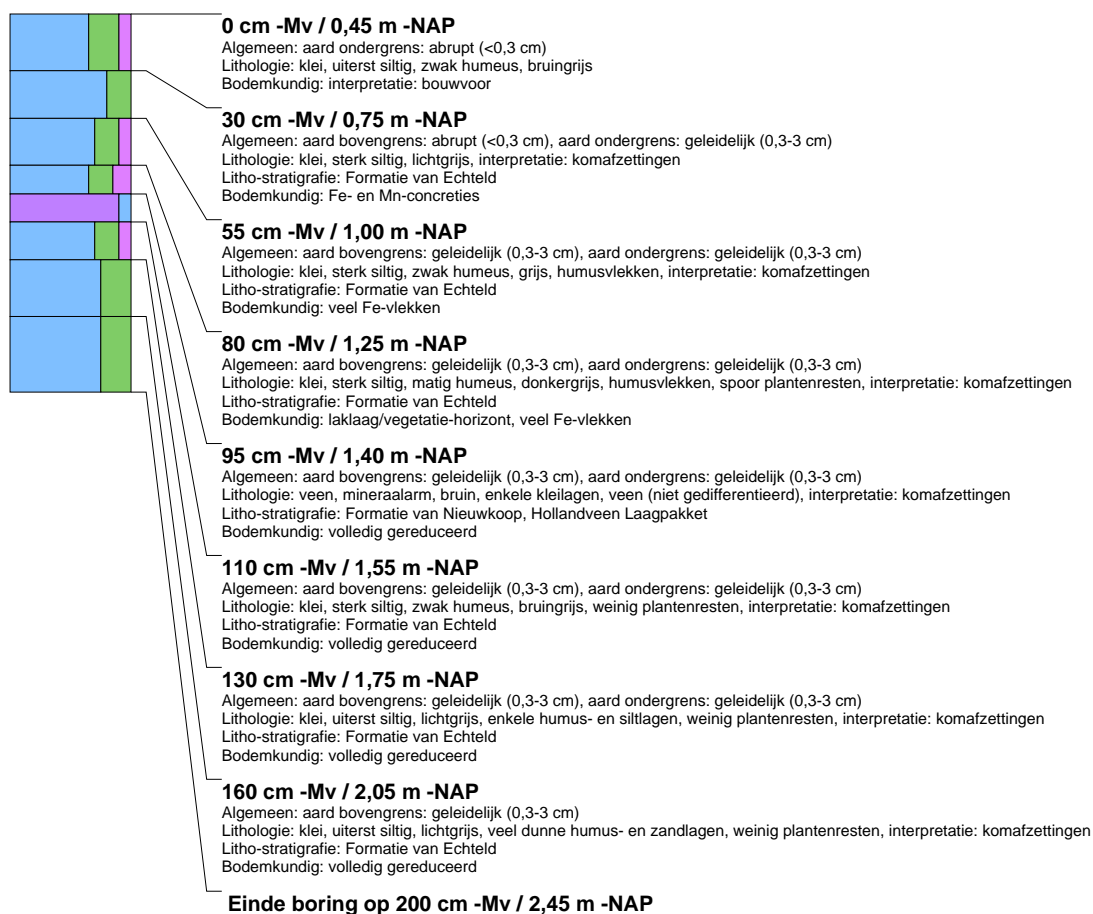 0 cm -Mv / 0,45 m -NAP
Algemeen: aard ondergrens: abrupt (<0,3 cm)
Lithologie: klei, uiterst siltig, zwak humeus, bruingrijs
Bodemkundig: interpretatie: bouwvoor
30 cm -Mv / 0,75 m -NAP
Algemeen: aard bovengrens: abrupt (<0,3 cm), aard ondergrens: geleidelijk (0,3-3 cm)
Lithologie: klei, sterk siltig, lichtgrijs, interpretatie: komafzettingen
Litho-stratigrafie: Formatie van Echteld
Bodemkundig: Fe- en Mn-concreties
55 cm -Mv / 1,00 m -NAP
Algemeen: aard bovengrens: geleidelijk (0,3-3 cm), aard ondergrens: geleidelijk (0,3-3 cm)
Lithologie: klei, sterk siltig, zwak humeus, grijs, humusvlekken, interpretatie: komafzettingen
Litho-stratigrafie: Formatie van Echteld
Bodemkundig: veel Fe-vlekken
80 cm -Mv / 1,25 m -NAP
Algemeen: aard bovengrens: geleidelijk (0,3-3 cm), aard ondergrens: geleidelijk (0,3-3 cm)
Lithologie: klei, sterk siltig, matig humeus, donkergrijs, humusvlekken, spoor plantenresten, interpretatie: komafzettingen
Litho-stratigrafie: Formatie van Echteld
Bodemkundig: laklaag/vegetatie-horizont, veel Fe-vlekken
95 cm -Mv / 1,40 m -NAP
Algemeen: aard bovengrens: geleidelijk (0,3-3 cm), aard ondergrens: geleidelijk (0,3-3 cm)
Lithologie: veen, mineraalarm, bruin, enkele kleilagen, veen (niet gedifferentieerd), interpretatie: komafzettingen
Litho-stratigrafie: Formatie van Nieuwkoop, Hollandveen Laagpakket
Bodemkundig: volledig gereduceerd
110 cm -Mv / 1,55 m -NAP
Algemeen: aard bovengrens: geleidelijk (0,3-3 cm), aard ondergrens: geleidelijk (0,3-3 cm)
Lithologie: klei, sterk siltig, zwak humeus, bruingrijs, weinig plantenresten, interpretatie: komafzettingen
Litho-stratigrafie: Formatie van Echteld
Bodemkundig: volledig gereduceerd
130 cm -Mv / 1,75 m -NAP
Algemeen: aard bovengrens: geleidelijk (0,3-3 cm), aard ondergrens: geleidelijk (0,3-3 cm)
Lithologie: klei, uiterst siltig, lichtgrijs, enkele humus- en siltlagen, weinig plantenresten, interpretatie: komafzettingen
Litho-stratigrafie: Formatie van Echteld
Bodemkundig: volledig gereduceerd
160 cm -Mv / 2,05 m -NAP
Algemeen: aard bovengrens: geleidelijk (0,3-3 cm)
Lithologie: klei, uiterst siltig, lichtgrijs, veel dunne humus- en zandlagen, weinig plantenresten, interpretatie: komafzettingen
Litho-stratigrafie: Formatie van Echteld
Bodemkundig: volledig gereduceerd
Einde boring op 200 cm -Mv / 2,45 m -NAP